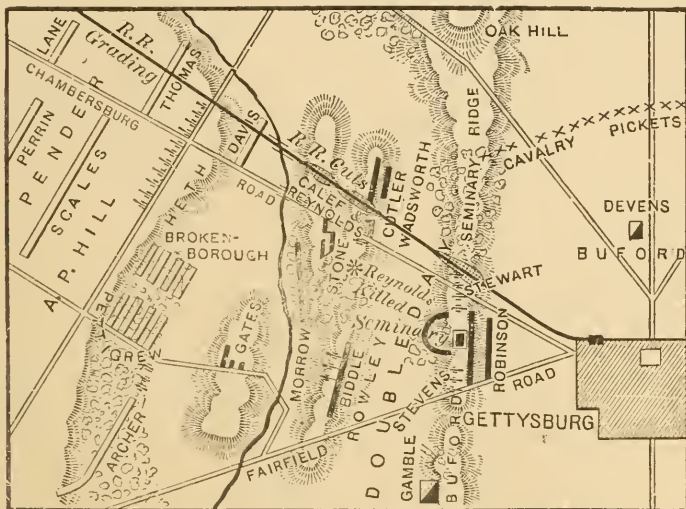 OAK HILL
LANE
R.R. Grading
THOMAS
CHAMBERSBURG ROAD
PERRIN
PENDER
SCALES
A.P. HILL
HETH
DAVIS
R.R. Cuts
CALEF & REYNOLDS
CUTLER
WADSWORTH
SEMINARY RIDGE
CAVALRY PICKETS
DEVENS
BUFORD
BROKEN-
BOROUGH
STONE
Reynolds
Killed
STEWART
Seminary
PETTIGREW
GATES
MORROW
BIDDLE
ROWLEY
DOUBLEDAY
STEVENS
ROBINSON
ARCHER
FAIRFIELD ROAD
GAMBLE
BUFORD
GETTYSBURG